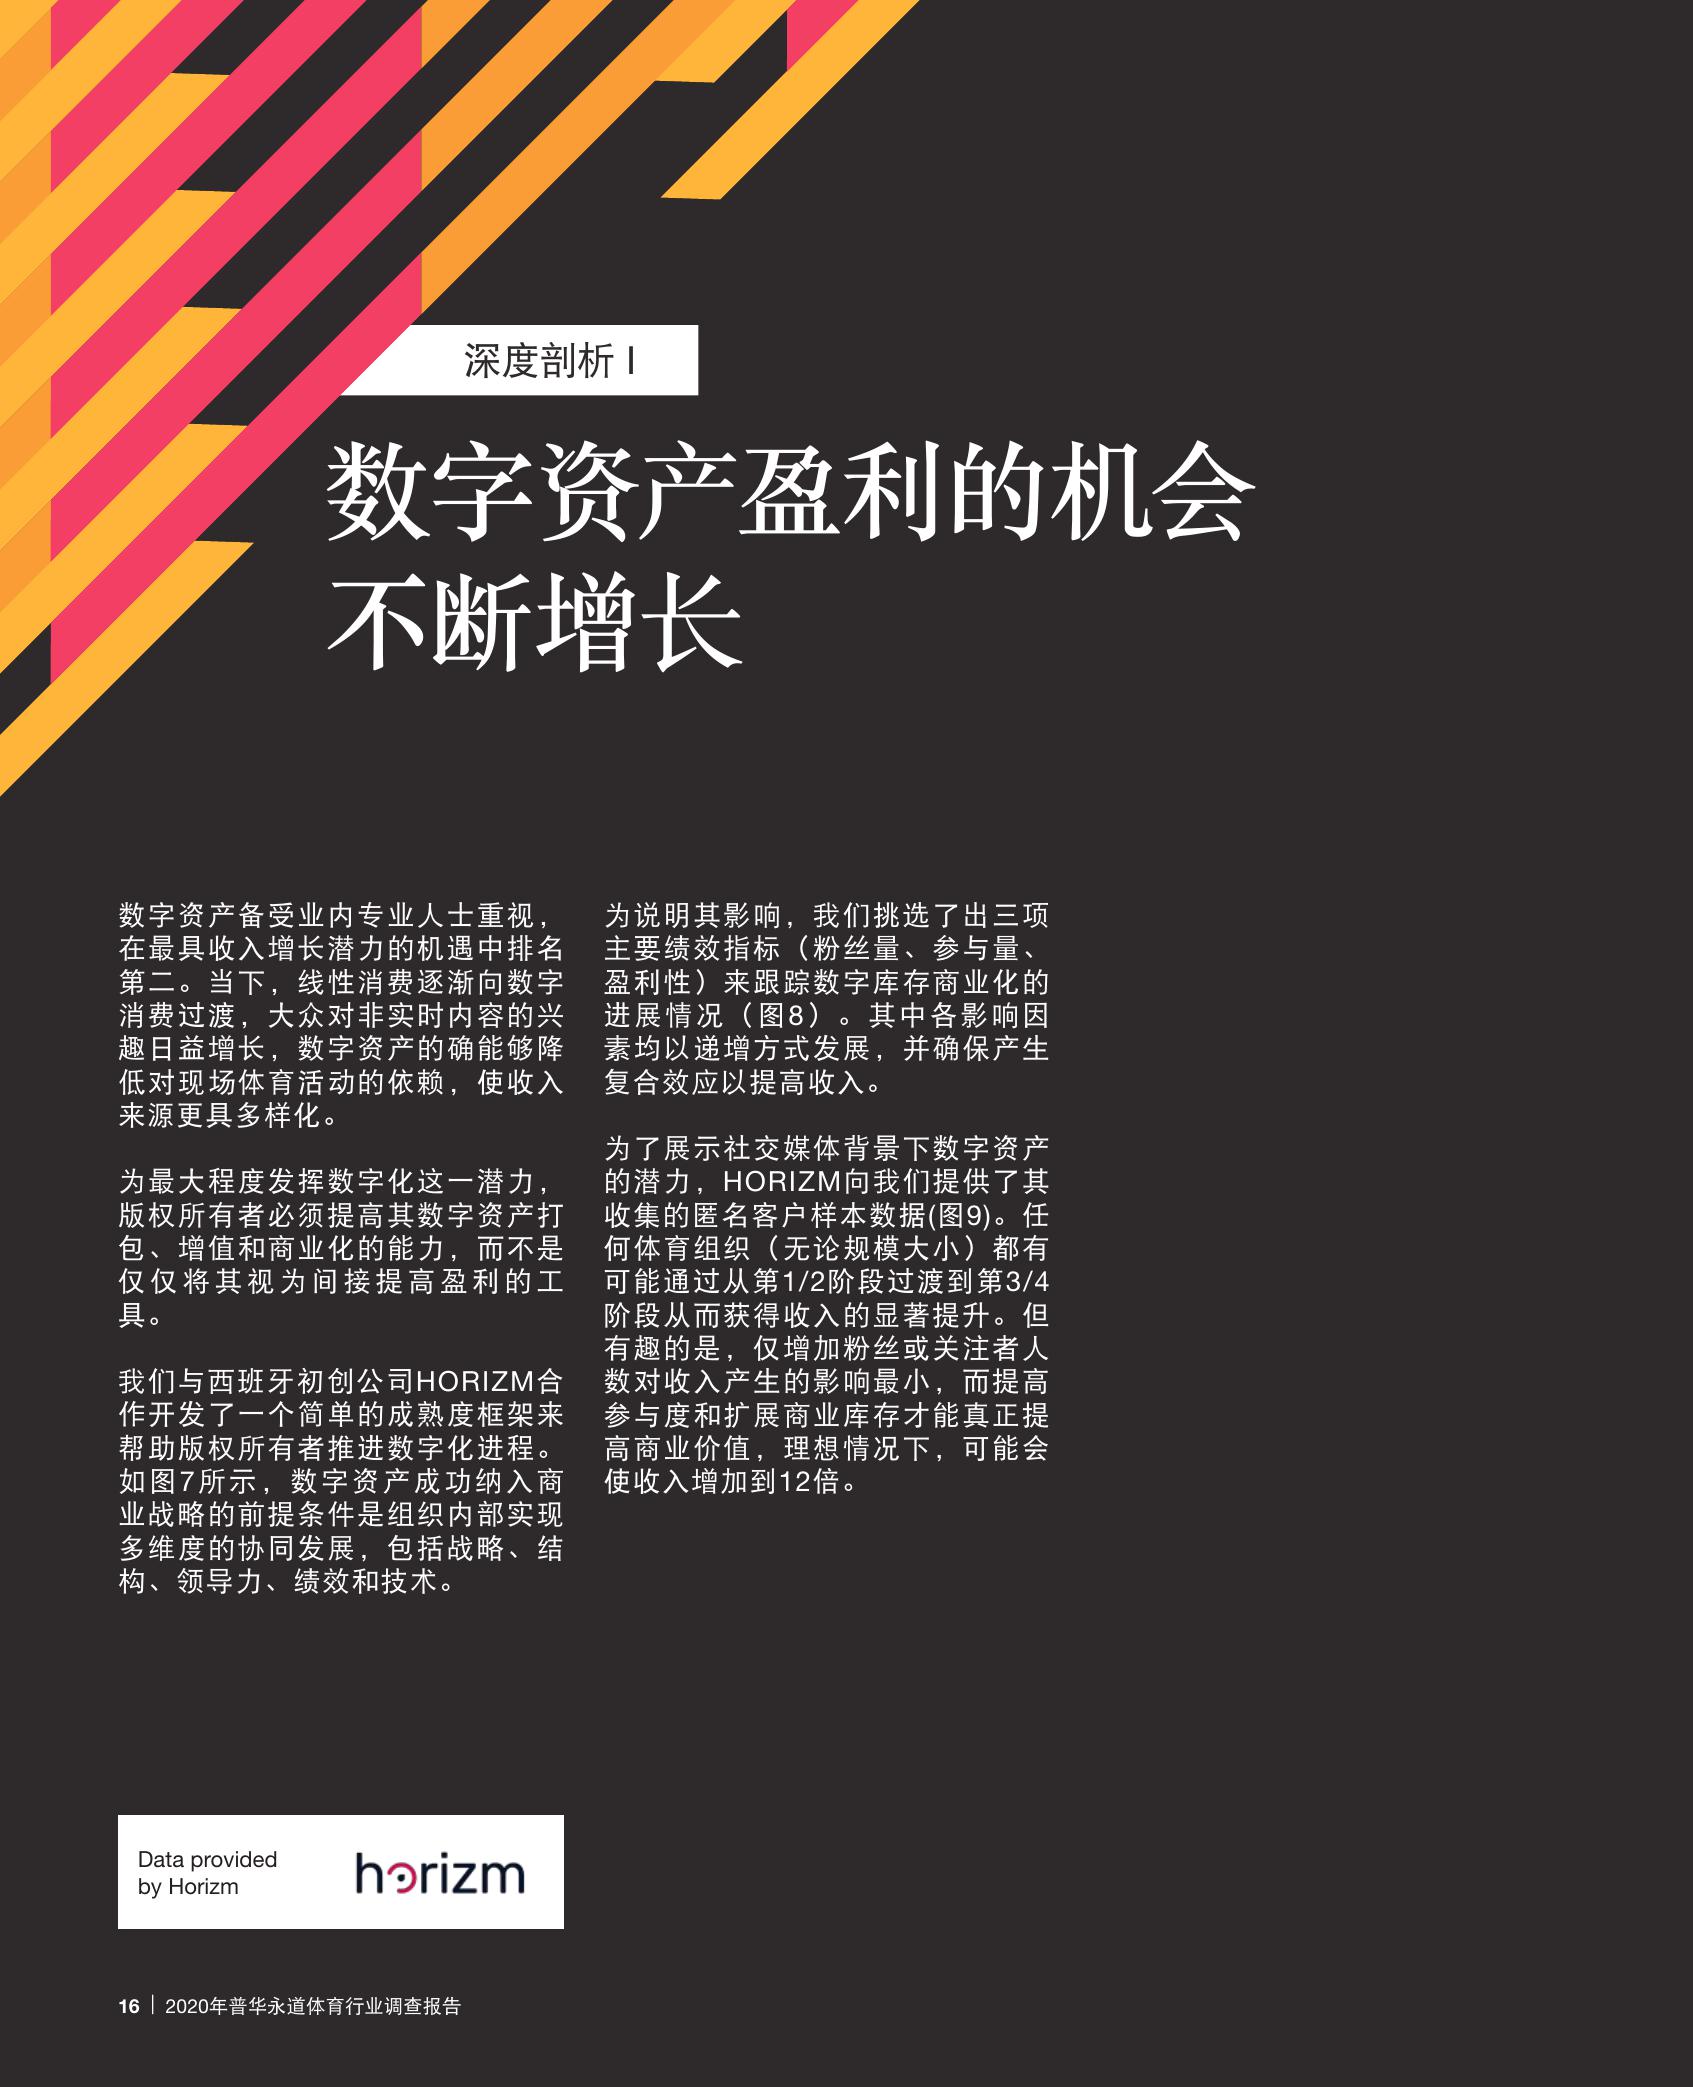 深度剖析 I
数字资产盈利的机会
不断增长
数字资产备受业内专业人士重视，
在最具收入增长潜力的机遇中排名
第二。当下，线性消费逐渐向数字
消费过渡，大众对非实时内容的兴
趣日益增长，数字资产的确能够降
低对现场体育活动的依赖，使收入
来源更具多样化。
为最大程度发挥数字化这一潜力，
版权所有者必须提高其数字资产打
包、增值和商业化的能力，而不是
仅仅将其视为间接提高盈利的工
具。
我们与西班牙初创公司HORIZM合
作开发了一个简单的成熟度框架来
帮助版权所有者推进数字化进程。
如图7所示，数字资产成功纳入商
业战略的前提条件是组织内部实现
多维度的协同发展，包括战略、结
构、领导力、绩效和技术。
为说明其影响，我们挑选了出三项
主要绩效指标（粉丝量、参与量、
盈利性）来跟踪数字库存商业化的
进展情况（图8）。其中各影响因
素均以递增方式发展，并确保产生
复合效应以提高收入。
为了展示社交媒体背景下数字资产
的潜力，HORIZM向我们提供了其
收集的匿名客户样本数据(图9)。任
何体育组织（无论规模大小）都有
可能通过从第1/2阶段过渡到第3/4
阶段从而获得收入的显著提升。但
有趣的是，仅增加粉丝或关注者人
数对收入产生的影响最小，而提高
参与度和扩展商业库存才能真正提
高商业价值，理想情况下，可能会
使收入增加到12倍。
Data provided
by Horizm
horizm
16 | 2020年普华永道体育行业调查报告